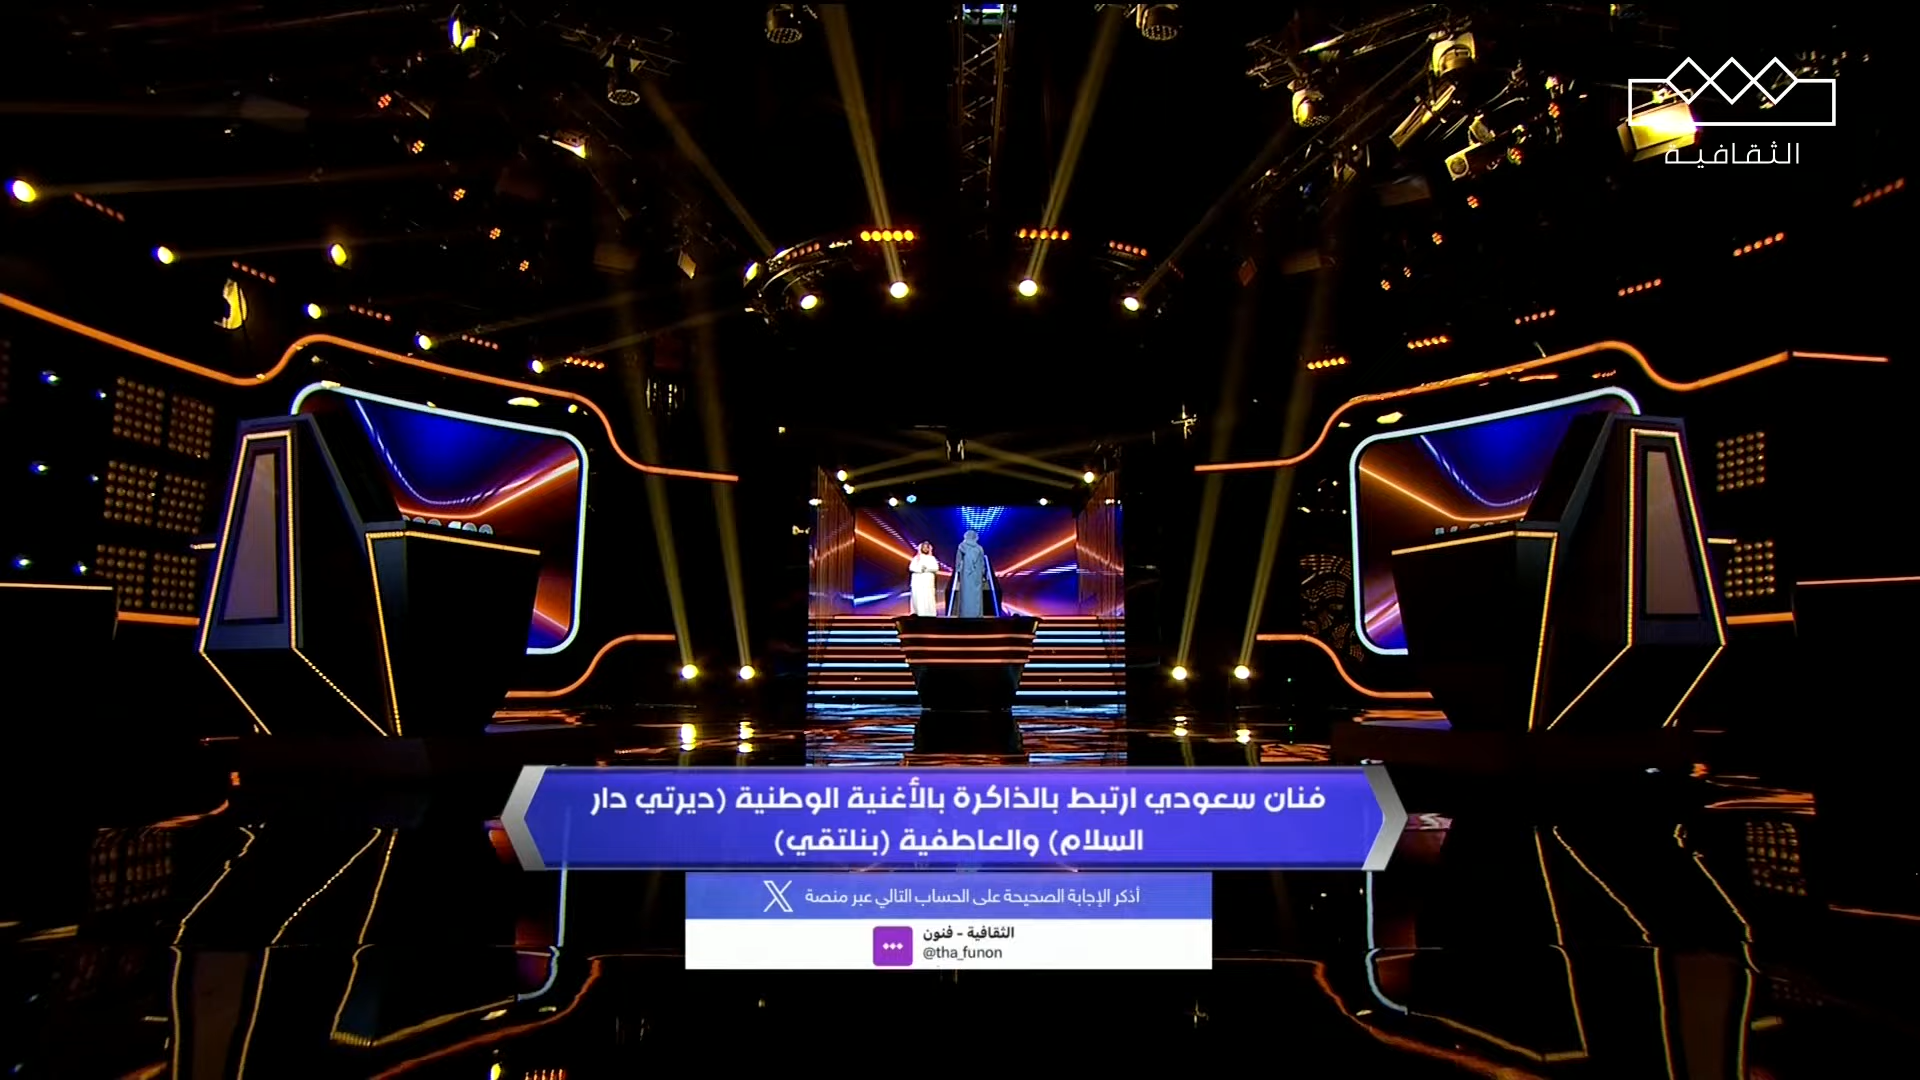 الثقافية
فنان سعودي ارتبط بالذاكرة بالأغنية الوطنية (ديرتي دار
السلام) والعاطفية (بنلتقي)
أذكر الإجابة الصحيحة على الحساب التالي عبر منصة X
الثقافية - فنون
@tha_funon